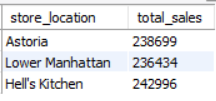 store_location total_sales
Astoria 238699
Lower Manhattan 236434
Hell's Kitchen 242996